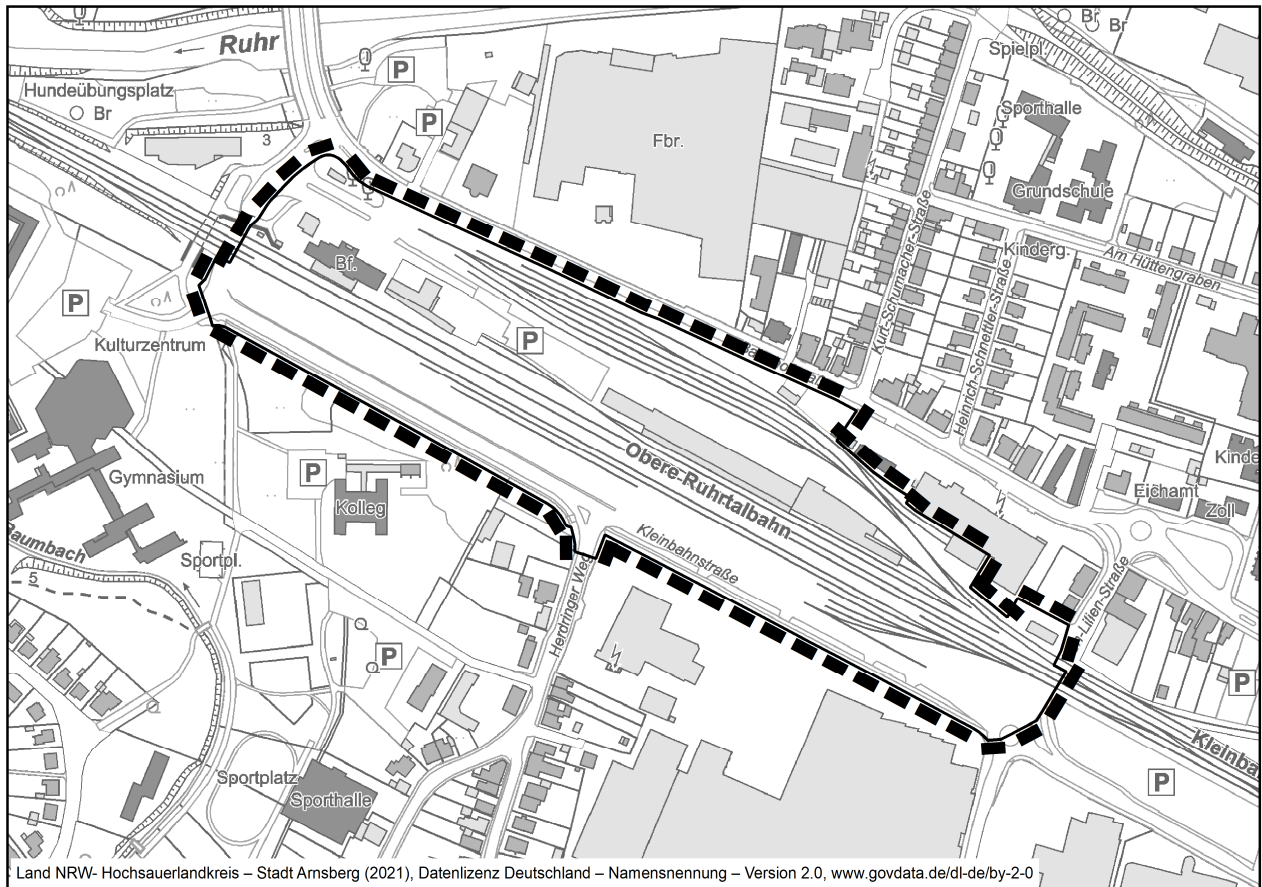 Ruhr
P
Br
Br
Spielpl.
Hundeübungsplatz
Br
P
3
Fbr.
Sporthalle
Grundschule
Kinderg.
Am Hüttengraben
Bf.
P
Kulturzentrum
P
Kurt-Schumacher-Straße
Heinrich-Schnettler-Straße
Obere-Ruhrtalbahn
Gymnasium
P
Kolleg
Kinde
Eichamt
Zoll
Kleinbahnstraße
Baumbach
Sportpl.
5
Herdringer Weg
-Lilien-Straße
P
P
Kleinba
P
Sportplatz
Sporthalle
Land NRW- Hochsauerlandkreis – Stadt Arnsberg (2021), Datenlizenz Deutschland – Namensnennung – Version 2.0, www.govdata.de/dl-de/by-2-0